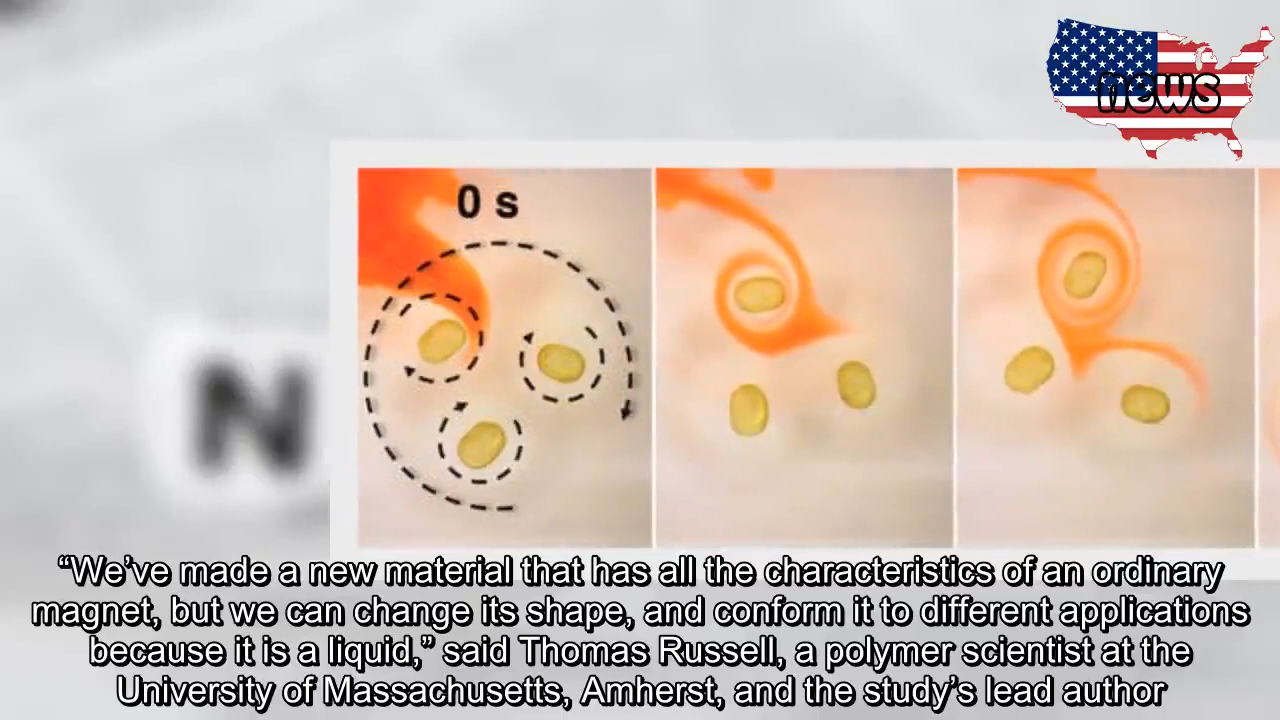 news
0 s
N
“We’ve made a new material that has all the characteristics of an ordinary
magnet, but we can change its shape, and conform it to different applications
because it is a liquid,” said Thomas Russell, a polymer scientist at the
University of Massachusetts, Amherst, and the study’s lead author